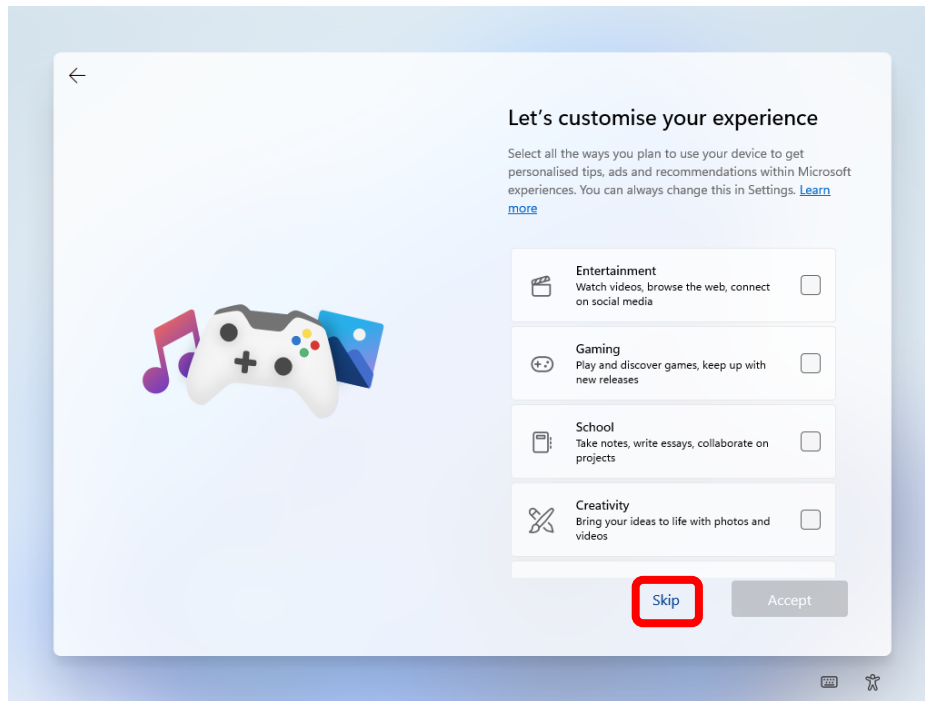 Let's customise your experience
Select all the ways you plan to use your device to get
personalised tips, ads and recommendations within Microsoft
experiences. You can always change this in Settings. Learn
more
Entertainment
Watch videos, browse the web, connect
on social media
Gaming
Play and discover games, keep up with
new releases
School
Take notes, write essays, collaborate on
projects
Creativity
Bring your ideas to life with photos and
videos
Skip
Accept